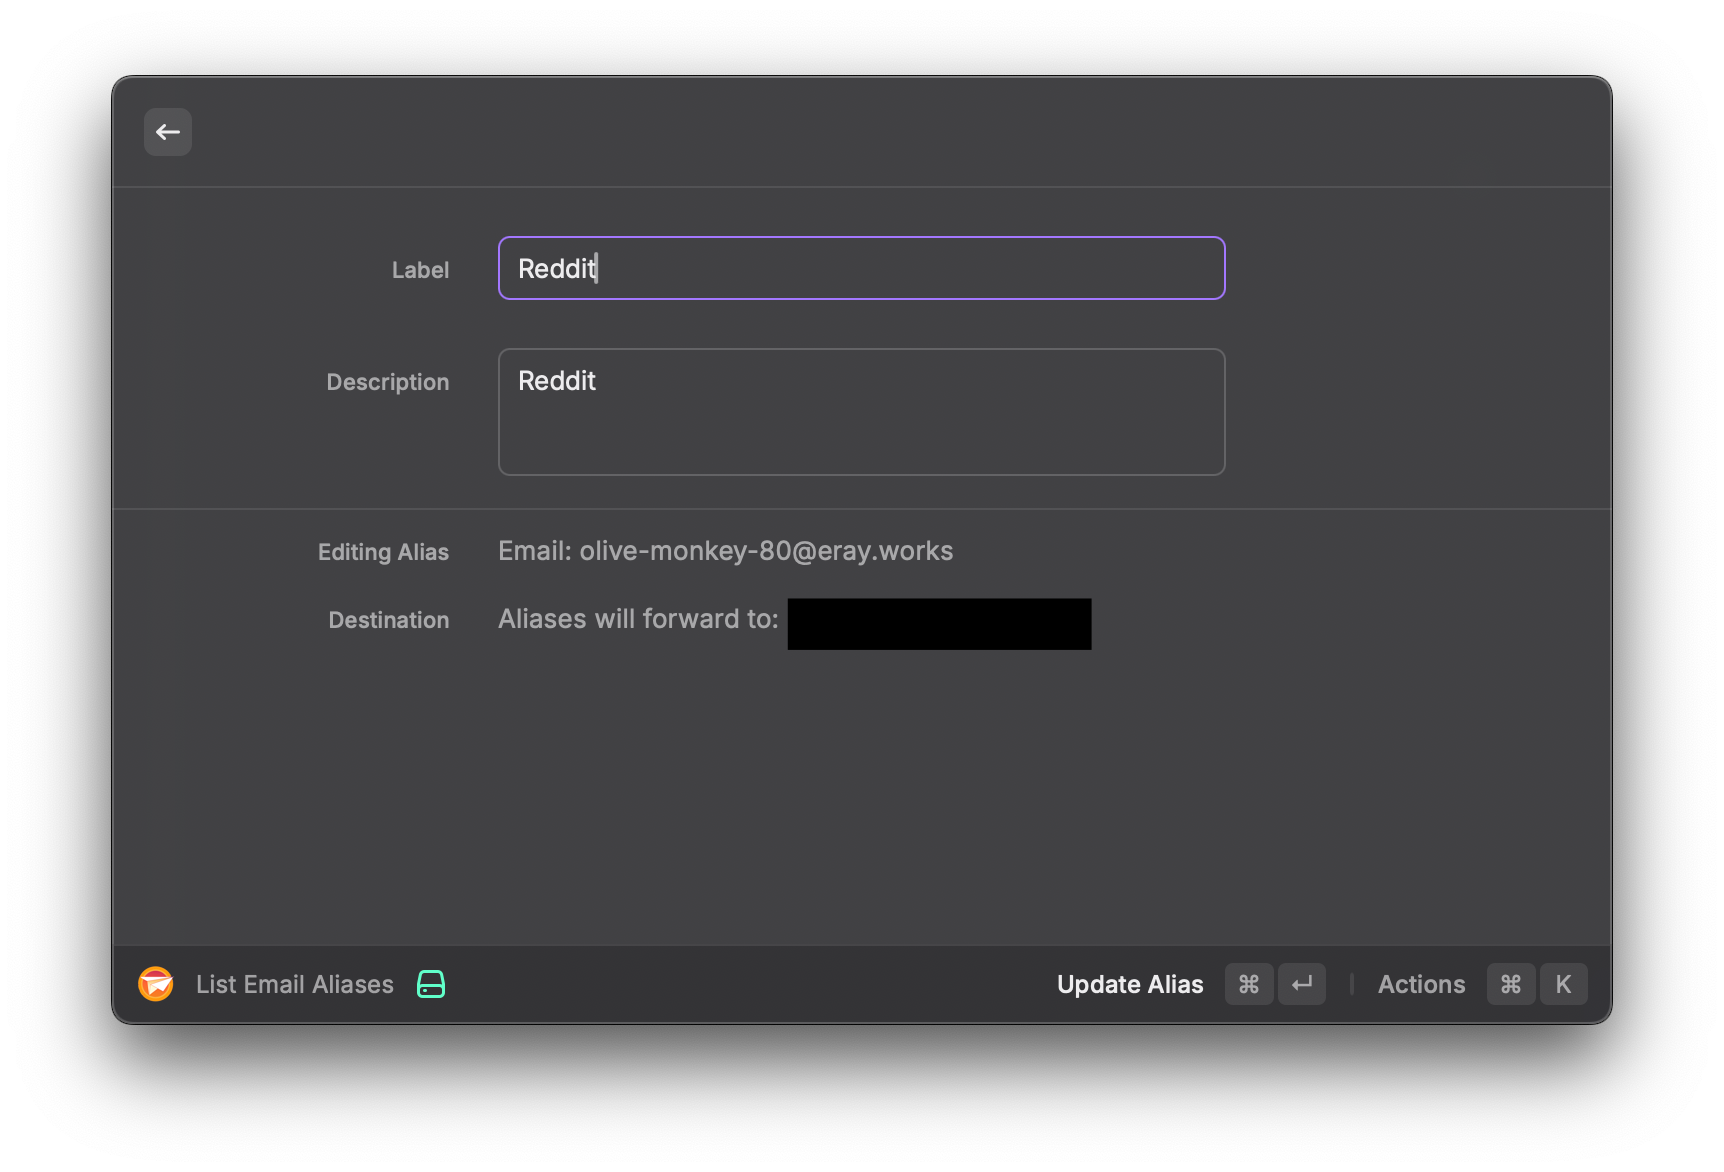 Label
Reddit
Description
Reddit
Editing Alias
Email: olive-monkey-80@eray.works
Destination
Aliases will forward to:
List Email Aliases
Update Alias ⌘ ↵
Actions ⌘ K